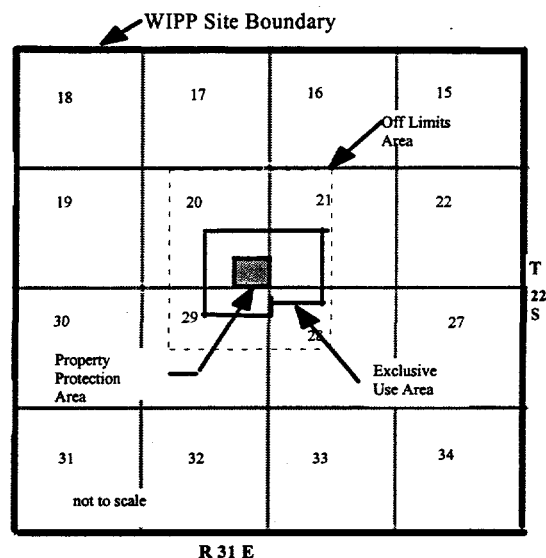 WIPP Site Boundary
18 17 16 15
Off Limits
Area
19 20 21 22
T
22
S
30 29 28 27
Property
Protection
Area
Exclusive
Use Area
31 32 33 34
not to scale
R 31 E